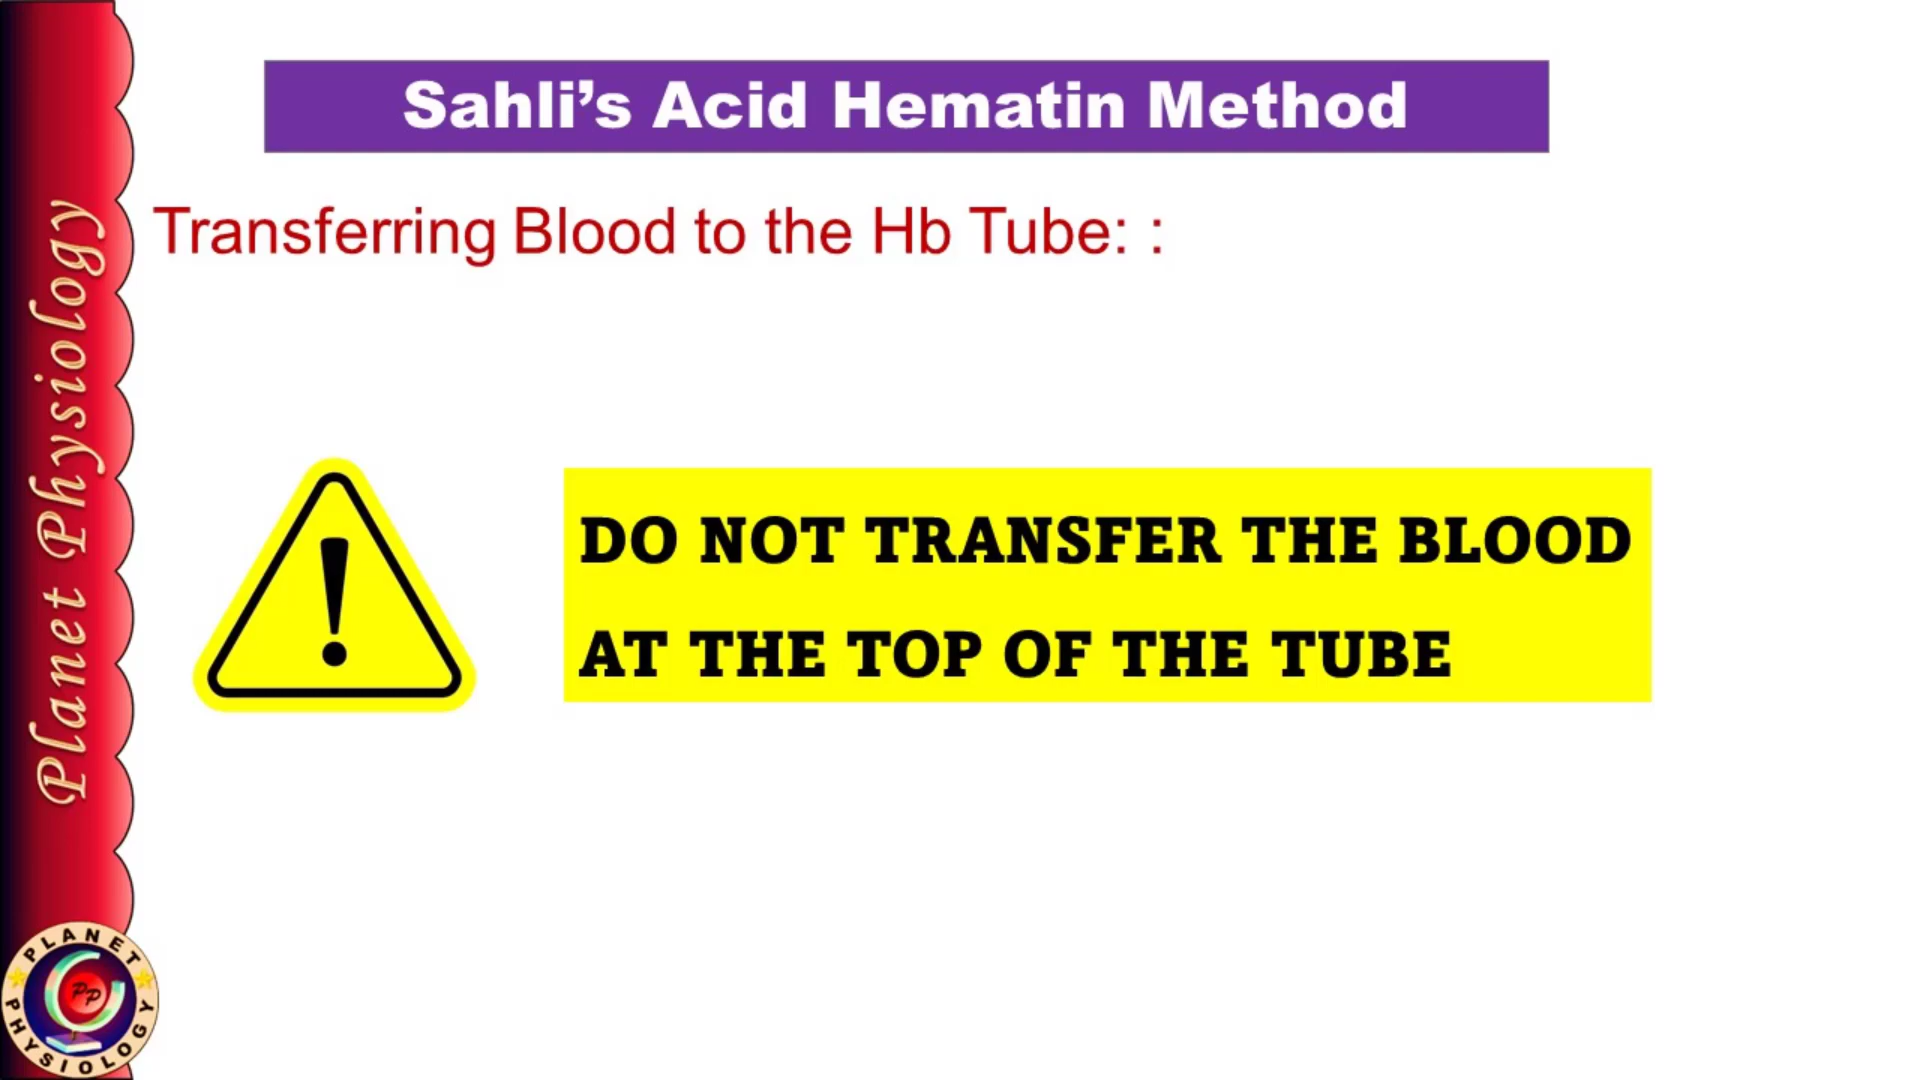 Sahli’s Acid Hematin Method
Transferring Blood to the Hb Tube: :
DO NOT TRANSFER THE BLOOD
AT THE TOP OF THE TUBE
Planet Physiology
PLANET
PP
PHYSIOLOGY